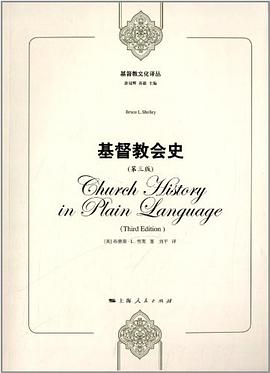 基督教文化译丛
游冠辉 孙毅 主编
Bruce L. Shelley
基督教会史
(第三版)
Church History
in Plain Language
(Third Edition)
[美] 布鲁斯·L. 雪莱 著 刘平 译
上海人民出版社